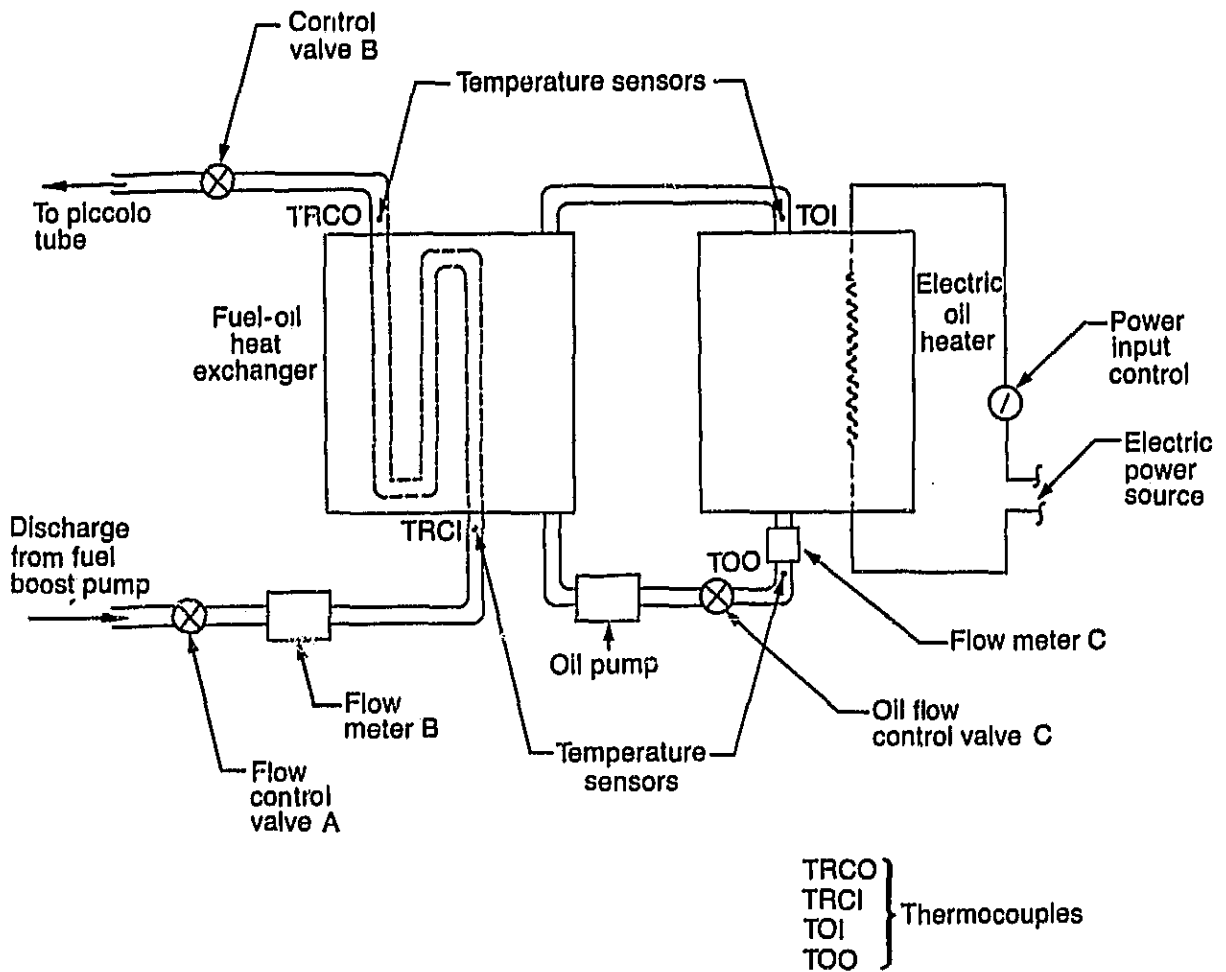 Control
valve B
Temperature sensors
To piccolo
tube
TRCO
TOI
Fuel-oil
heat
exchanger
Electric
oil
heater
Power
input
control
Electric
power
source
TRCI
Discharge
from fuel
boost pump
TOO
Oil pump
Flow meter C
Flow
meter B
Oil flow
control valve C
Temperature
sensors
Flow
control
valve A
TRCO
TRCI
TOI
TOO
Thermocouples